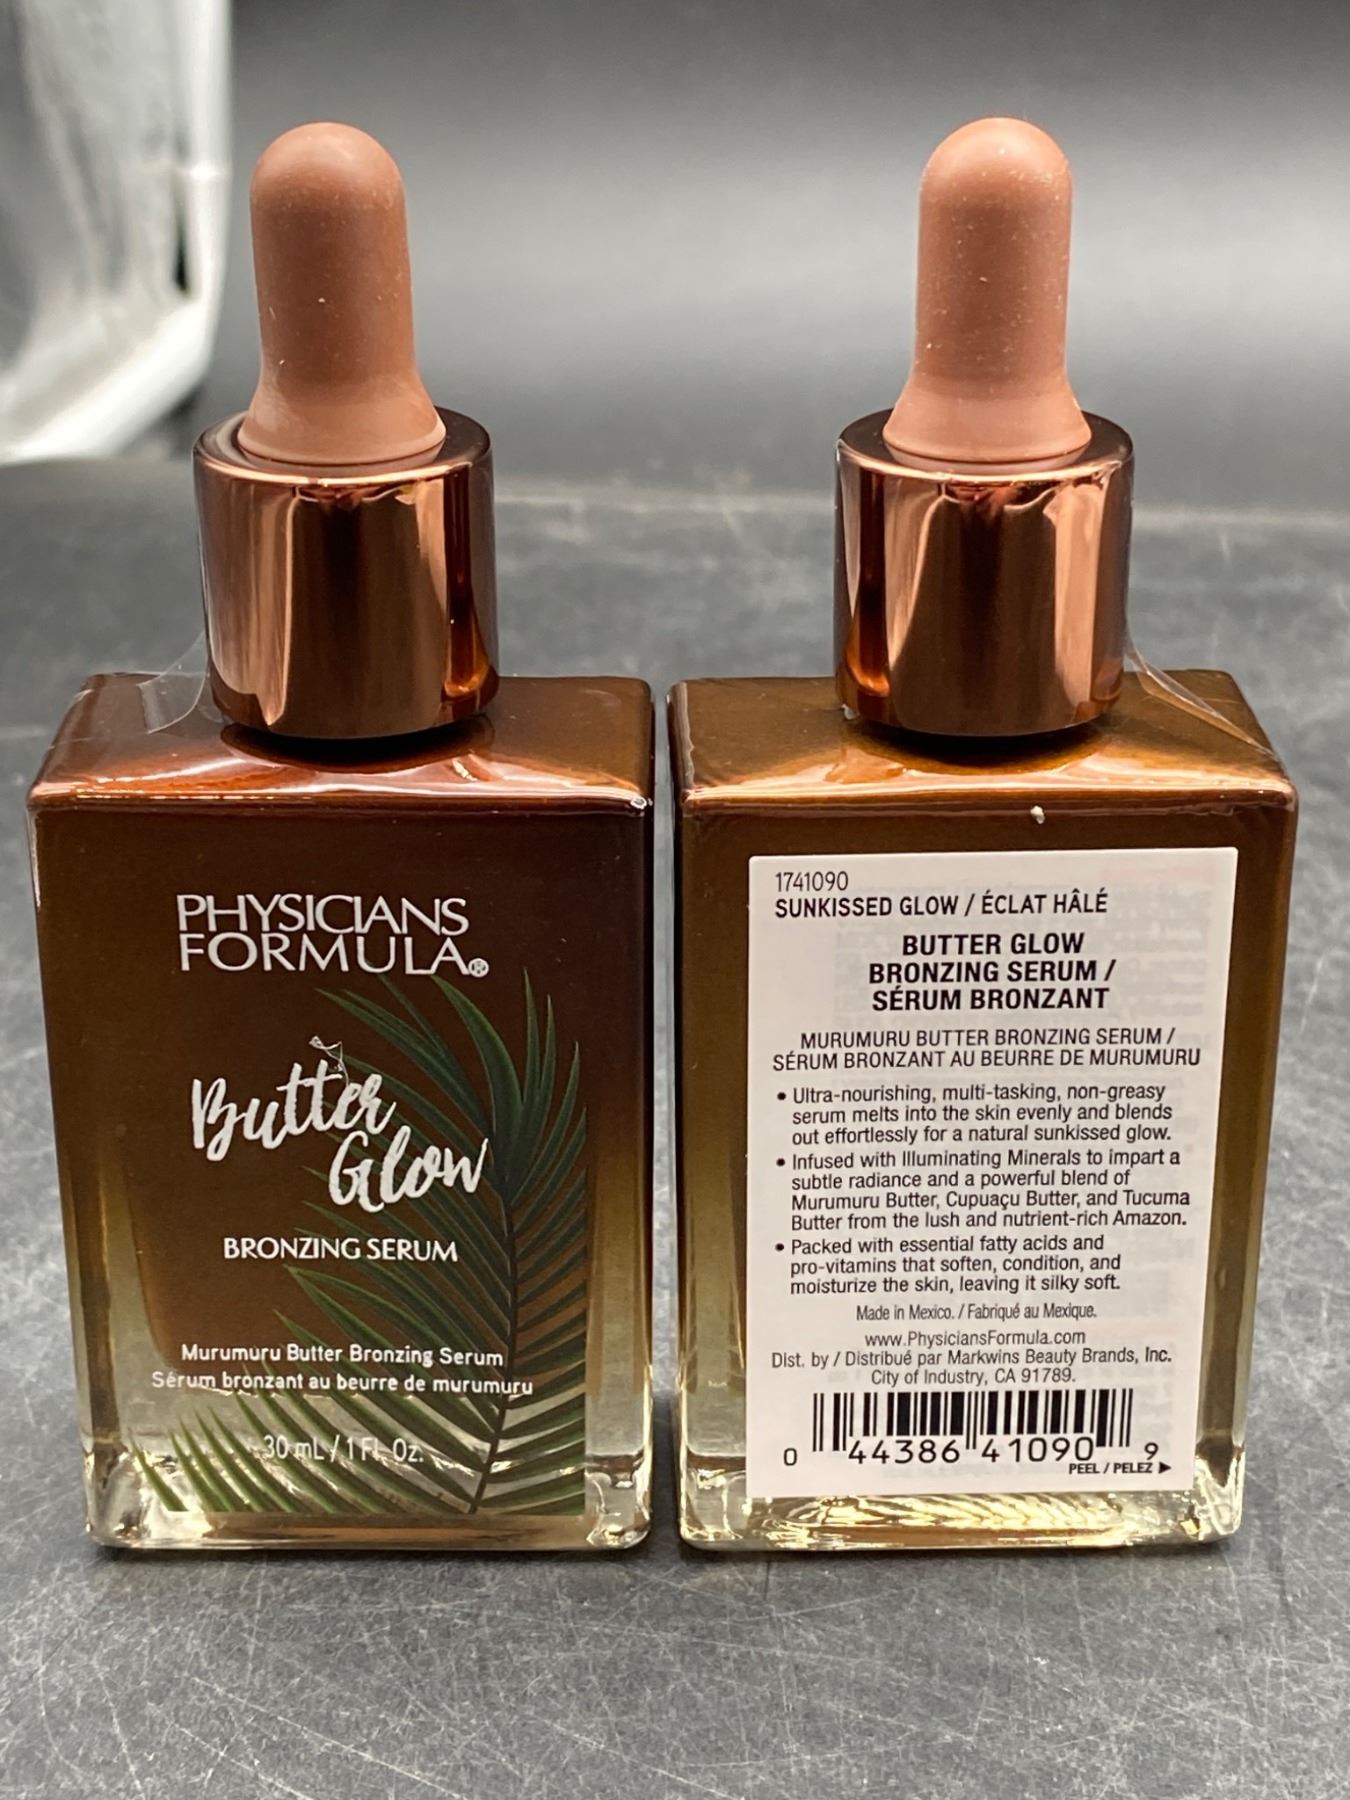 PHYSICIANS
FORMULA®
Butter
Glow
BRONZING SERUM
Murumuru Butter Bronzing Serum
Sérum bronzant au beurre de murumuru
30 mL / 1 Fl. Oz.
1741090
SUNKISSED GLOW / ÉCLAT HÂLÉ
BUTTER GLOW
BRONZING SERUM /
SÉRUM BRONZANT
MURUMURU BUTTER BRONZING SERUM /
SÉRUM BRONZANT AU BEURRE DE MURUMURU
• Ultra-nourishing, multi-tasking, non-greasy
serum melts into the skin evenly and blends
out effortlessly for a natural sunkissed glow.
• Infused with Illuminating Minerals to impart a
subtle radiance and a powerful blend of
Murumuru Butter, Cupuaçu Butter, and Tucuma
Butter from the lush and nutrient-rich Amazon.
• Packed with essential fatty acids and
pro-vitamins that soften, condition, and
moisturize the skin, leaving it silky soft.
Made in Mexico. / Fabriqué au Mexique.
www.PhysiciansFormula.com
Dist. by / Distribué par Markwins Beauty Brands, Inc.
City of Industry, CA 91789.
0 44386 41090 9
PEEL / PELEZ ▶